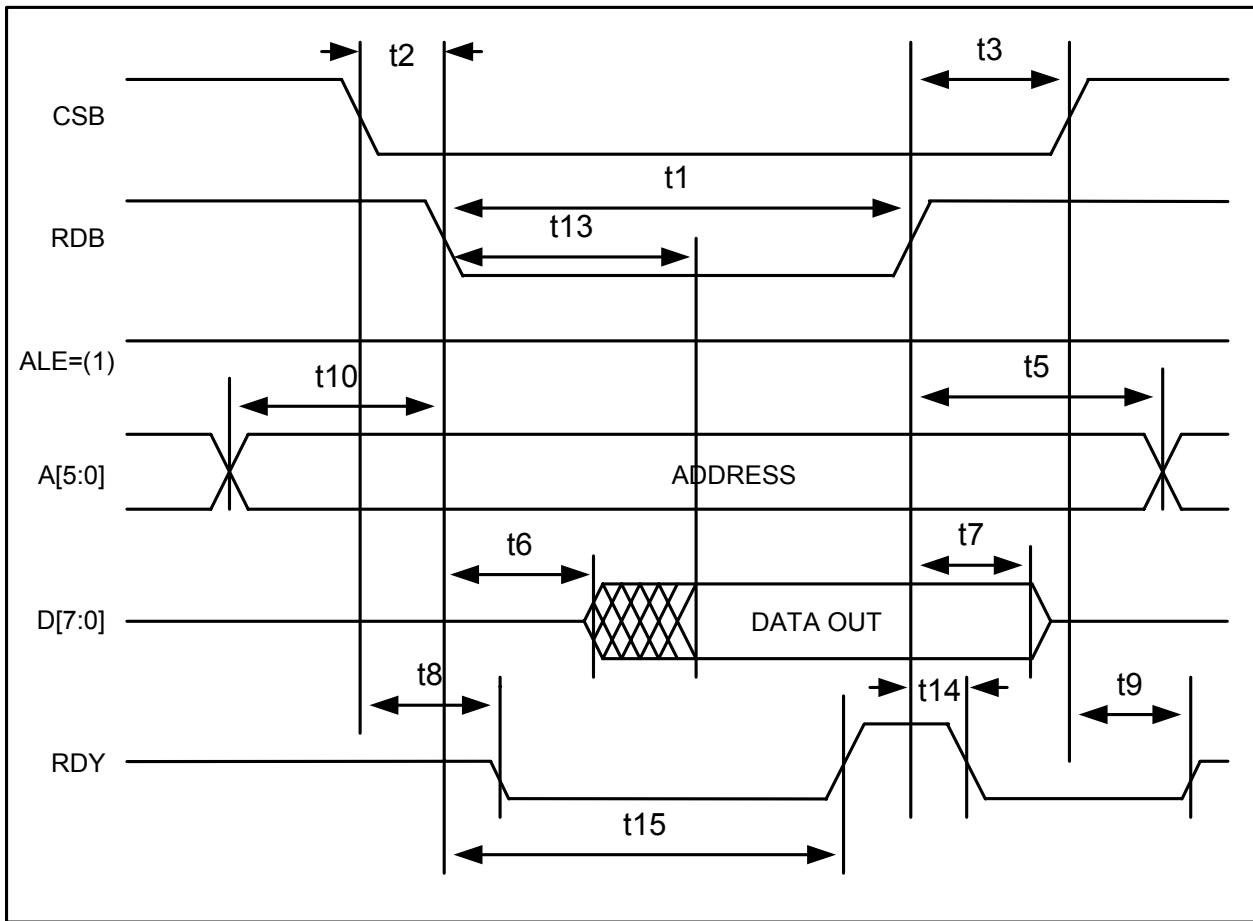 t2
t3
CSB
t1
RDB
t13
ALE=(1)
t10
t5
A[5:0]
ADDRESS
t6
t7
D[7:0]
DATA OUT
t8
t14
t9
RDY
t15